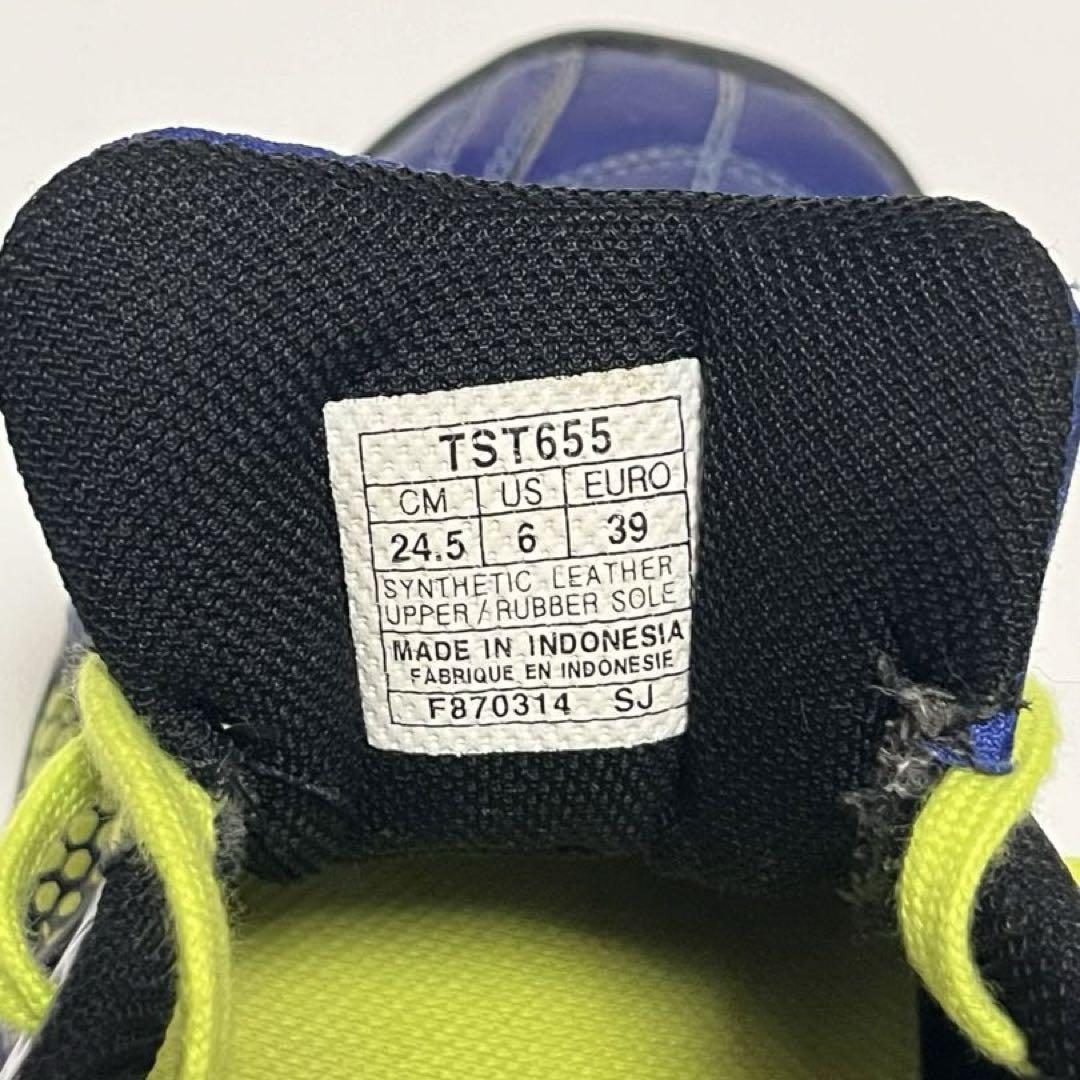 TST655
CM US EURO
24.5 6 39
SYNTHETIC LEATHER
UPPER / RUBBER SOLE
MADE IN INDONESIA
FABRIQUE EN INDONESIE
F870314 SJ